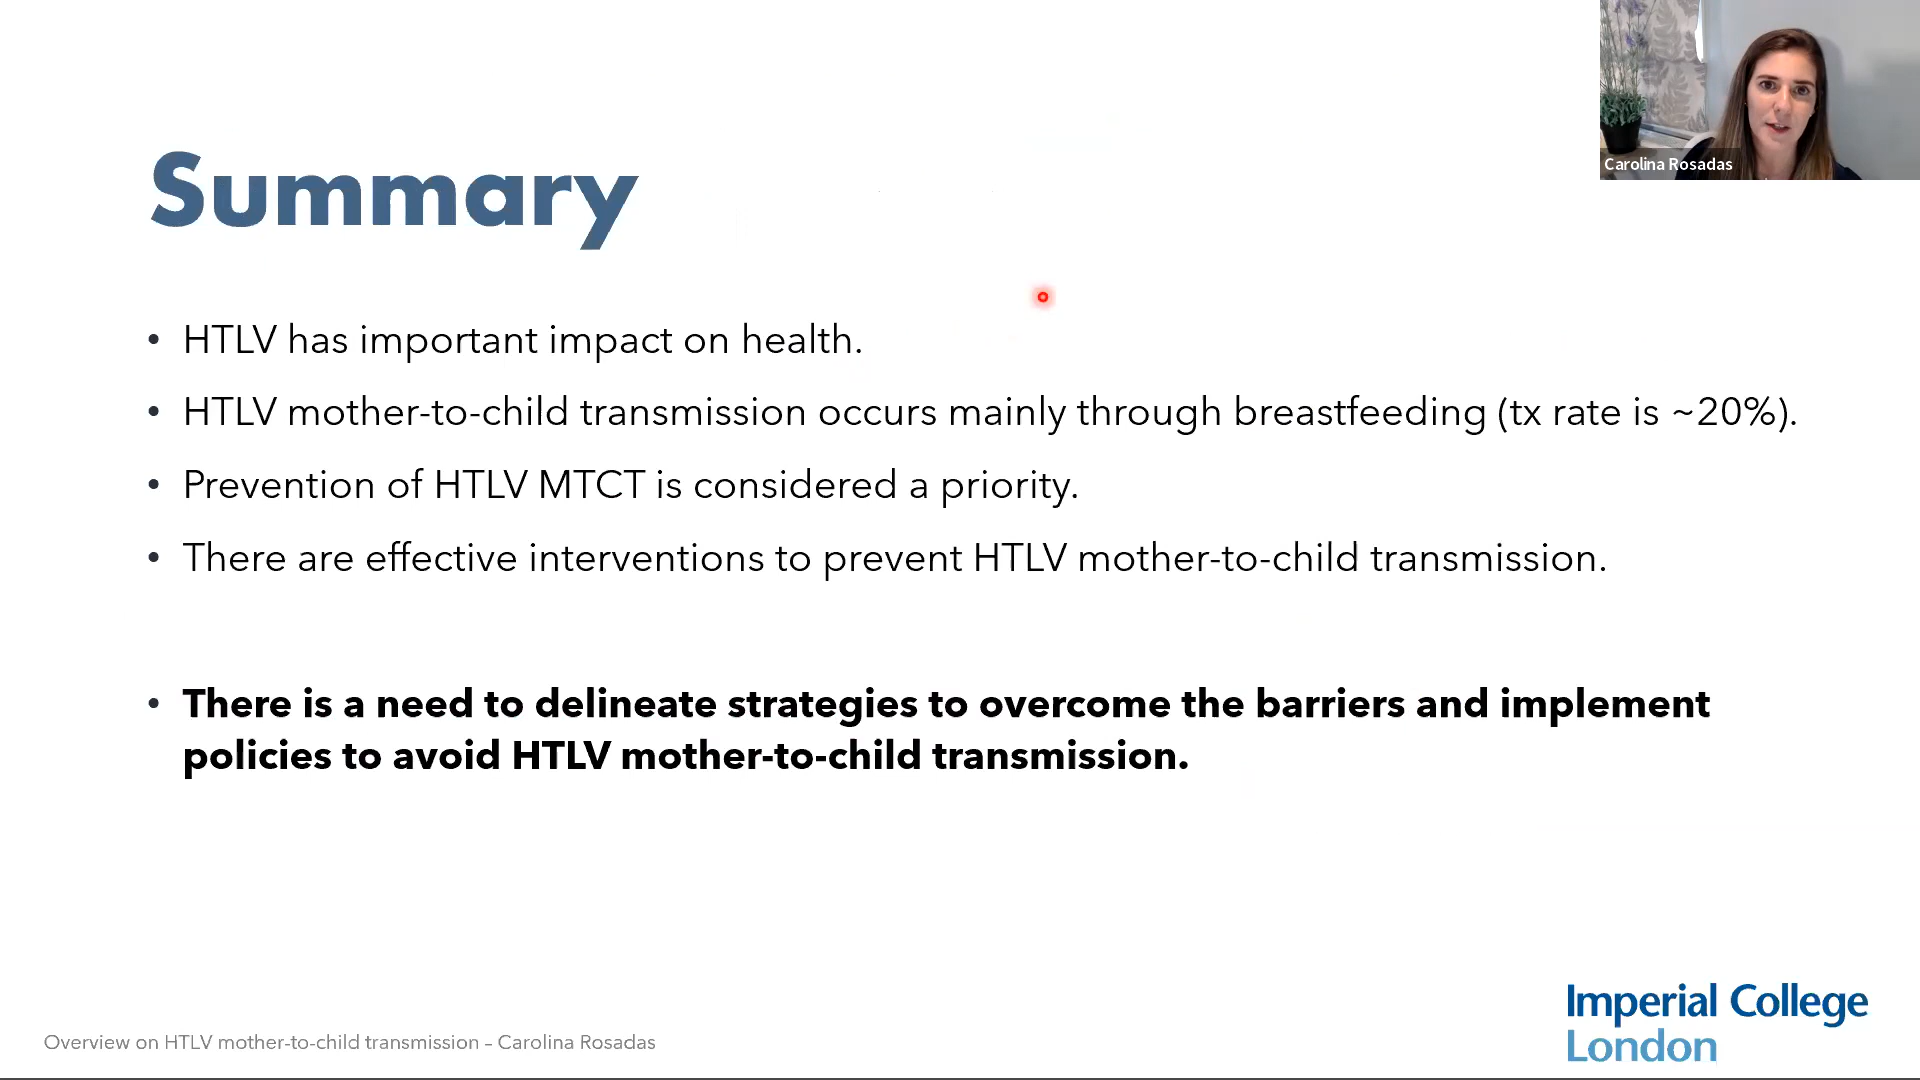 Carolina Rosadas
Summary
• HTLV has important impact on health.
• HTLV mother-to-child transmission occurs mainly through breastfeeding (tx rate is ~20%).
• Prevention of HTLV MTCT is considered a priority.
• There are effective interventions to prevent HTLV mother-to-child transmission.
• There is a need to delineate strategies to overcome the barriers and implement
policies to avoid HTLV mother-to-child transmission.
Overview on HTLV mother-to-child transmission – Carolina Rosadas
Imperial College
London